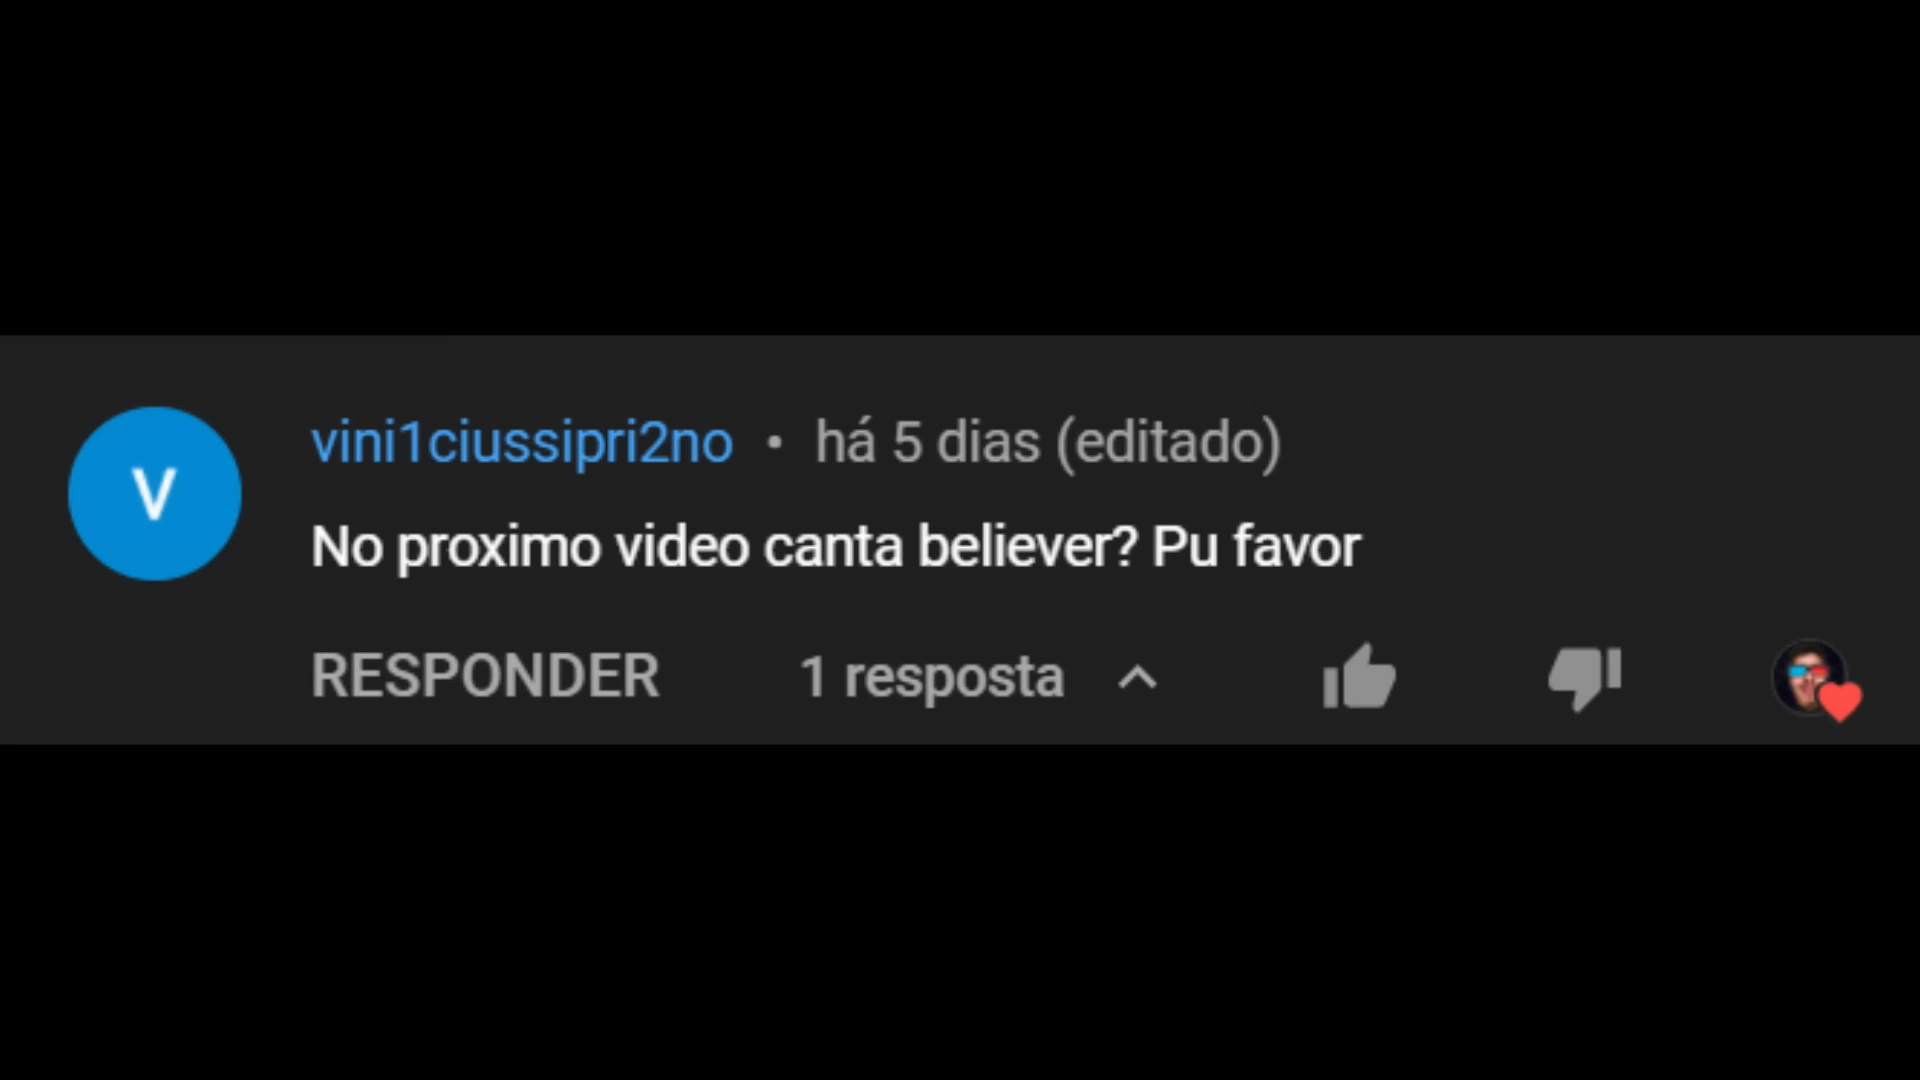 V
vini1ciussipri2no • há 5 dias (editado)
No proximo video canta believer? Pu favor
RESPONDER 1 resposta